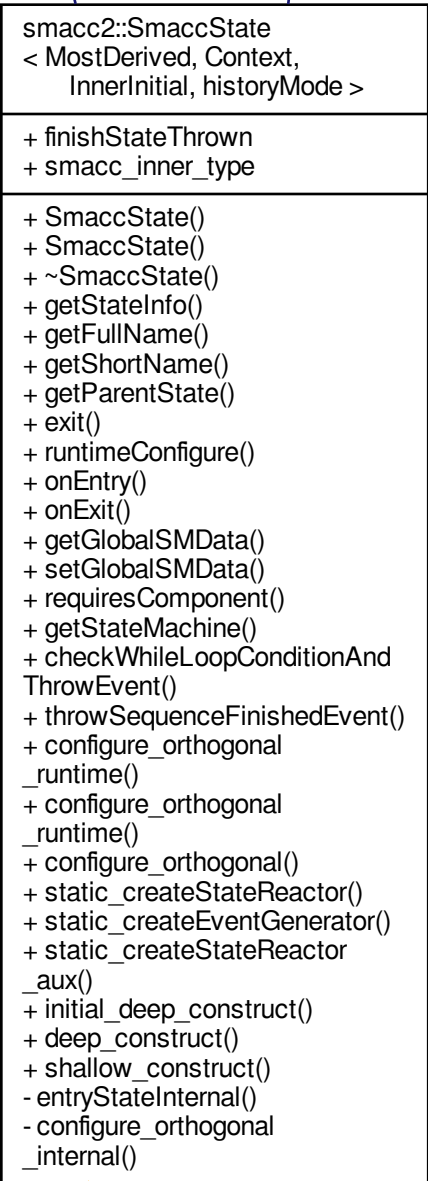 smacc2::SmaccState
< MostDerived, Context,
InnerInitial, historyMode >
+ finishStateThrown
+ smacc_inner_type
+ SmaccState()
+ SmaccState()
+ ~SmaccState()
+ getStateInfo()
+ getFullName()
+ getShortName()
+ getParentState()
+ exit()
+ runtimeConfigure()
+ onEntry()
+ onExit()
+ getGlobalSMData()
+ setGlobalSMData()
+ requiresComponent()
+ getStateMachine()
+ checkWhileLoopConditionAnd
ThrowEvent()
+ throwSequenceFinishedEvent()
+ configure_orthogonal
_runtime()
+ configure_orthogonal
_runtime()
+ configure_orthogonal()
+ static_createStateReactor()
+ static_createEventGenerator()
+ static_createStateReactor
_aux()
+ initial_deep_construct()
+ deep_construct()
+ shallow_construct()
- entryStateInternal()
- configure_orthogonal
_internal()